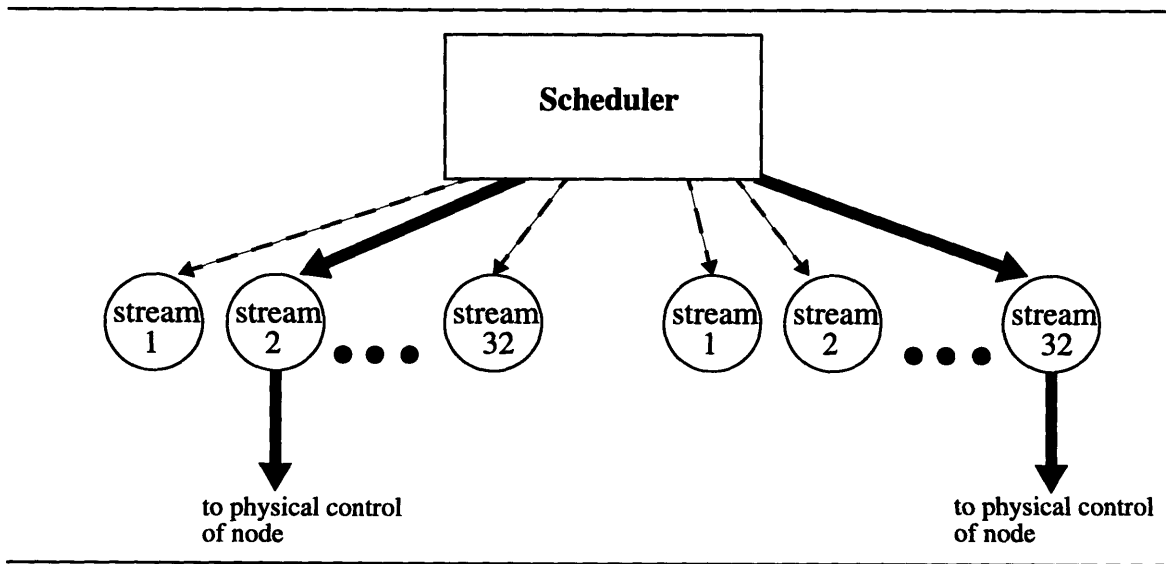 Scheduler
stream
1
stream
2
stream
32
stream
1
stream
2
stream
32
to physical control
of node
to physical control
of node